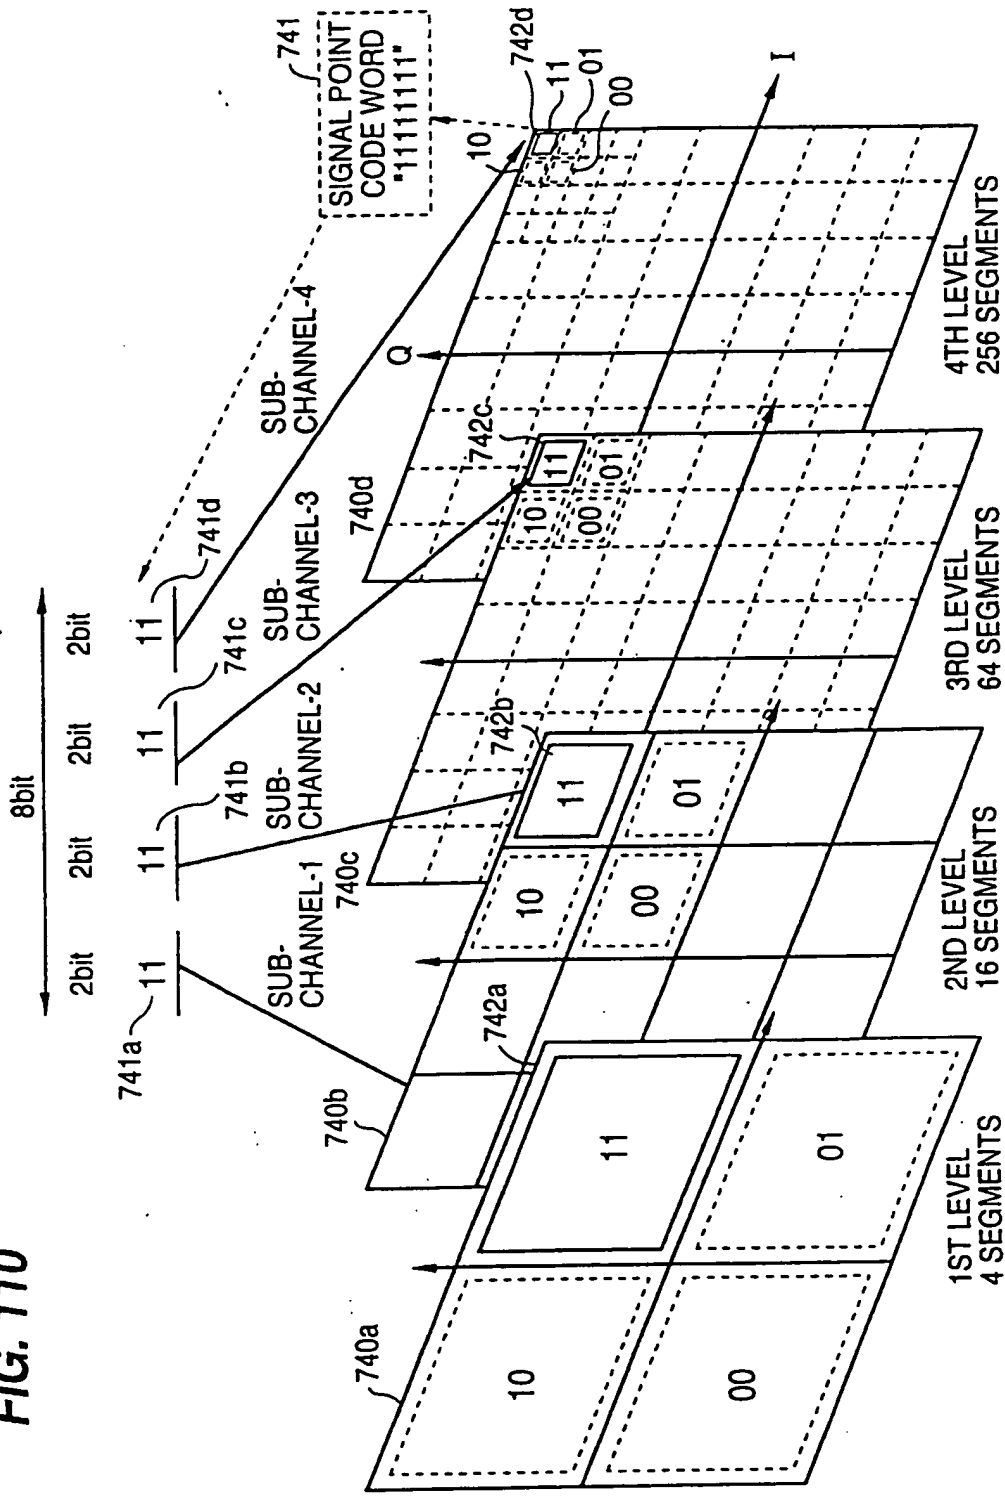 FIG. 110
8bit
2bit
2bit
2bit
2bit
741a
11
11
741b
11
741c
11
741d
741
SIGNAL POINT
CODE WORD
"11111111"
SUB-
CHANNEL-1
SUB-
CHANNEL-2
SUB-
CHANNEL-3
SUB-
CHANNEL-4
740a
740b
740c
740d
742a
742b
742c
742d
Q
I
10
11
00
01
10
11
00
01
10
11
00
01
10
11
01
00
1ST LEVEL
4 SEGMENTS
2ND LEVEL
16 SEGMENTS
3RD LEVEL
64 SEGMENTS
4TH LEVEL
256 SEGMENTS